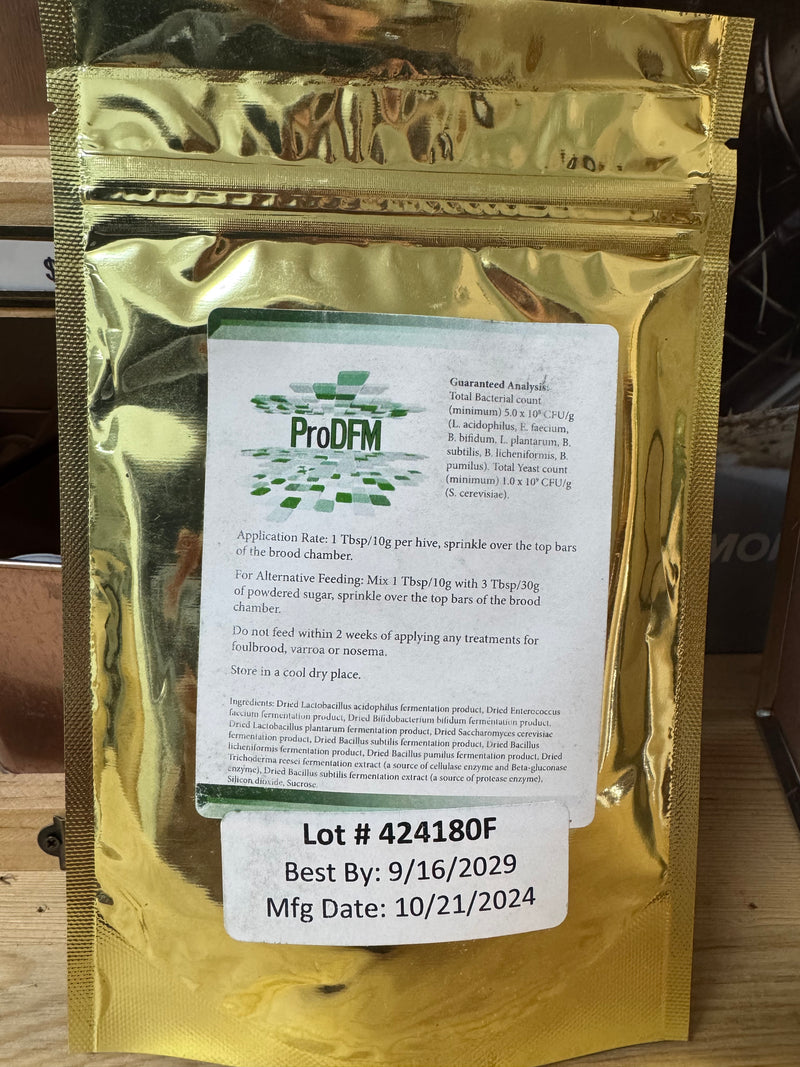 ProDFM
Guaranteed Analysis:
Total Bacterial count
(minimum) 5.0 x 10⁸ CFU/g
(L. acidophilus, E. faecium,
B. bifidum, L. plantarum, B.
subtilis, B. licheniformis, B.
pumilus). Total Yeast count
(minimum) 1.0 x 10⁹ CFU/g
(S. cerevisiae).
Application Rate: 1 Tbsp/10g per hive, sprinkle over the top bars
of the brood chamber.
For Alternative Feeding: Mix 1 Tbsp/10g with 3 Tbsp/30g
of powdered sugar, sprinkle over the top bars of the brood
chamber.
Do not feed within 2 weeks of applying any treatments for
foulbrood, varroa or nosema.
Store in a cool dry place.
Ingredients: Dried Lactobacillus acidophilus fermentation product, Dried Enterococcus
faecium fermentation product, Dried Bifidobacterium bifidum fermentation product,
Dried Lactobacillus plantarum fermentation product, Dried Saccharomyces cerevisiae
fermentation product, Dried Bacillus subtilis fermentation product, Dried Bacillus
licheniformis fermentation product, Dried Bacillus pumilus fermentation product, Dried
Trichoderma reesei fermentation extract (a source of cellulase enzyme and Beta-gluconase
enzyme), Dried Bacillus subtilis fermentation extract (a source of protease enzyme),
Silicon dioxide, Sucrose
Lot # 424180F
Best By: 9/16/2029
Mfg Date: 10/21/2024
$